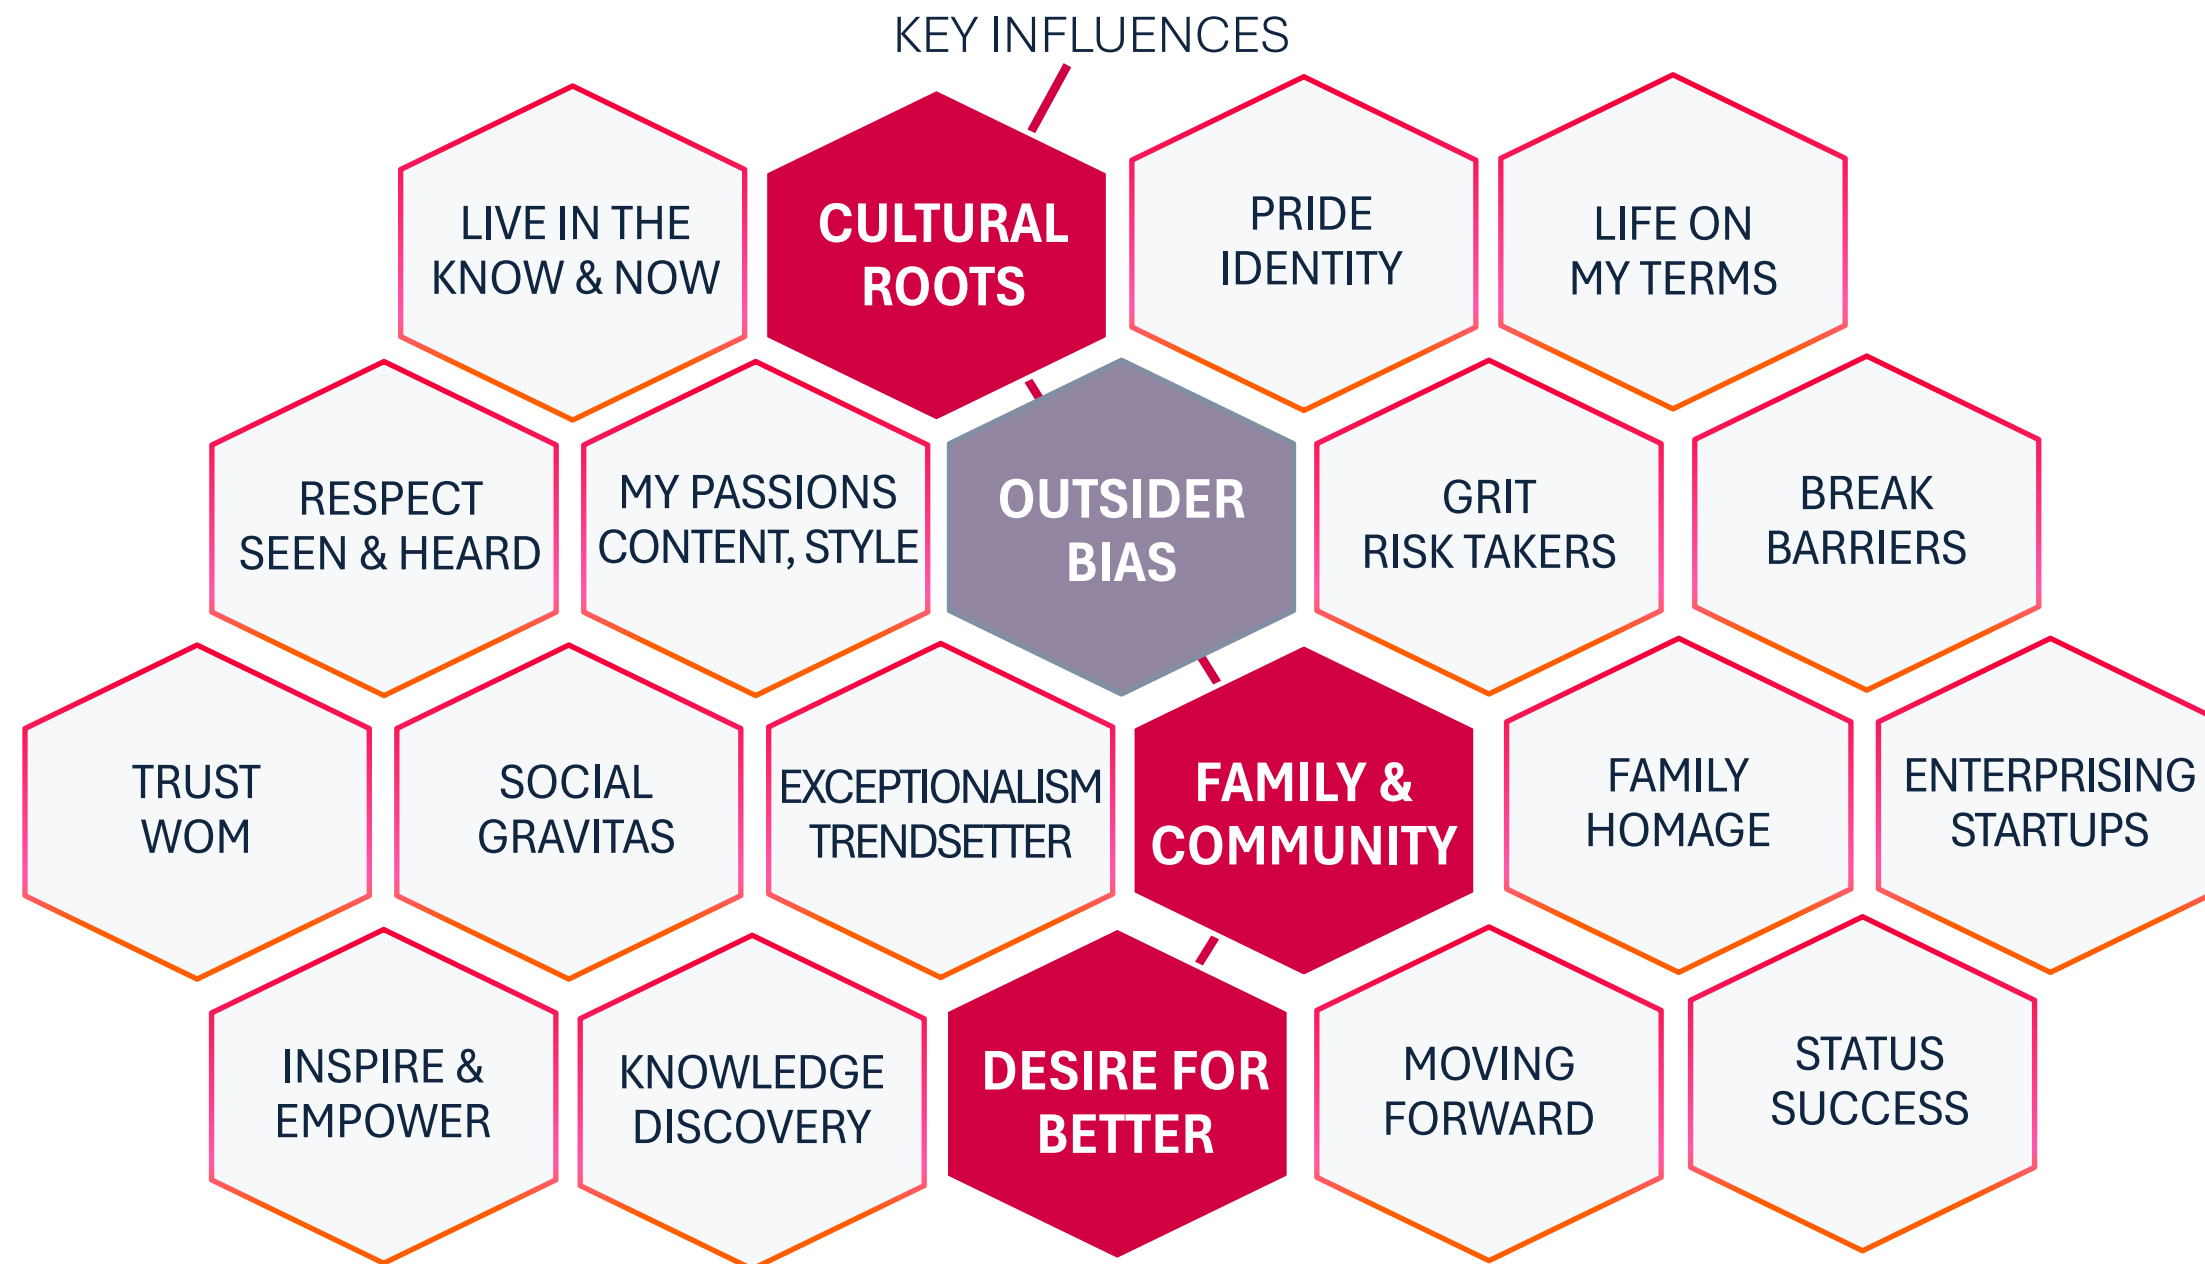 KEY INFLUENCES
LIVE IN THE
KNOW & NOW
CULTURAL
ROOTS
PRIDE
IDENTITY
LIFE ON
MY TERMS
RESPECT
SEEN & HEARD
MY PASSIONS
CONTENT, STYLE
OUTSIDER
BIAS
GRIT
RISK TAKERS
BREAK
BARRIERS
TRUST
WOM
SOCIAL
GRAVITAS
EXCEPTIONALISM
TRENDSETTER
FAMILY &
COMMUNITY
FAMILY
HOMAGE
ENTERPRISING
STARTUPS
INSPIRE &
EMPOWER
KNOWLEDGE
DISCOVERY
DESIRE FOR
BETTER
MOVING
FORWARD
STATUS
SUCCESS